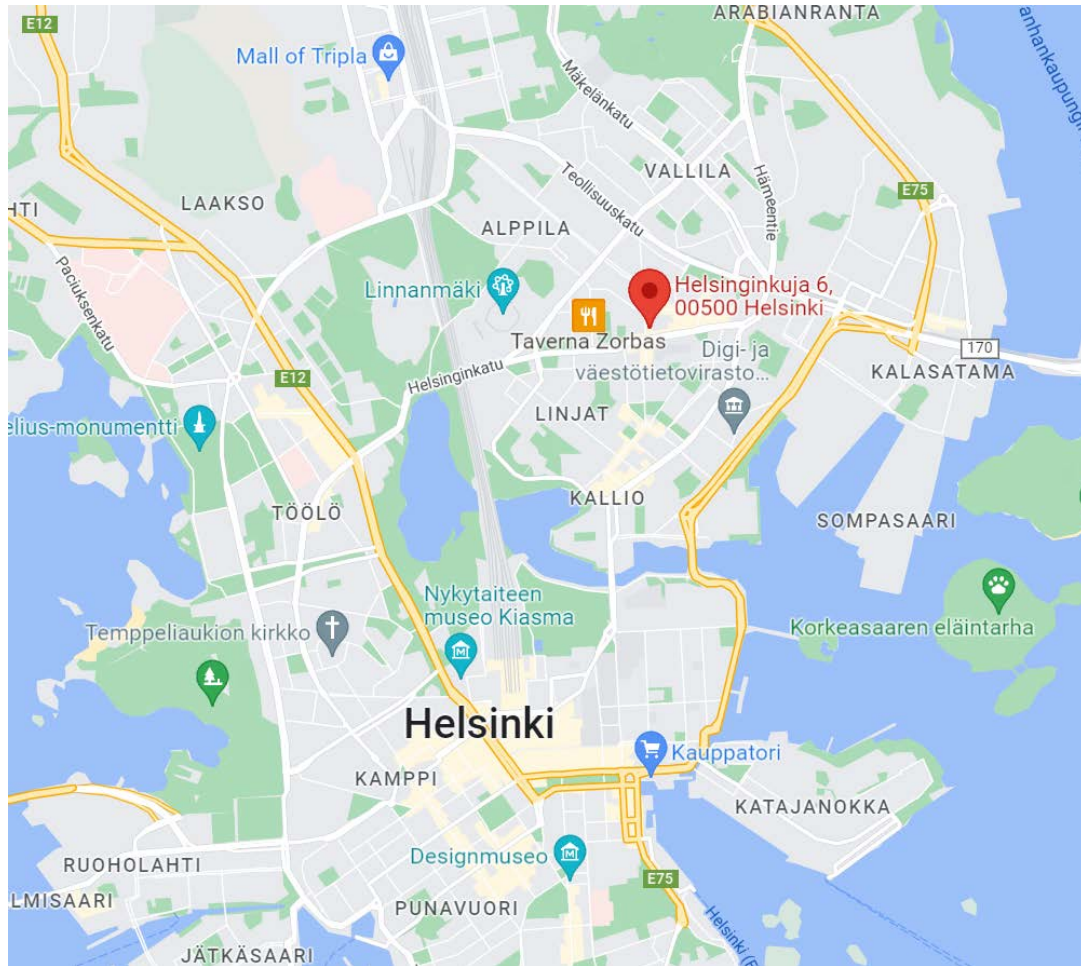 E12
ARABIANRANTA
Mall of Tripla
Mäkelänkatu
VALLILA
Teollisuuskatu
Hämeentie
E75
LAAKSO
ALPPILA
Paciuksenkatu
Linnanmäki
Helsinginkuja 6,
00500 Helsinki
Taverna Zorbas
Digi- ja
väestötietovirasto...
170
KALASATAMA
E12
Helsinginkatu
LINJAT
elius-monumentti
TÖÖLÖ
KALLIO
SOMPASAARI
Nykytaiteen
museo Kiasma
Temppeliaukion kirkko
Korkeasaaren eläintarha
Helsinki
Kauppatori
KAMPPI
KATAJANOKKA
RUOHOLAHTI
Designmuseo
E75
LMISAARI
PUNAVUORI
JÄTKÄSAARI